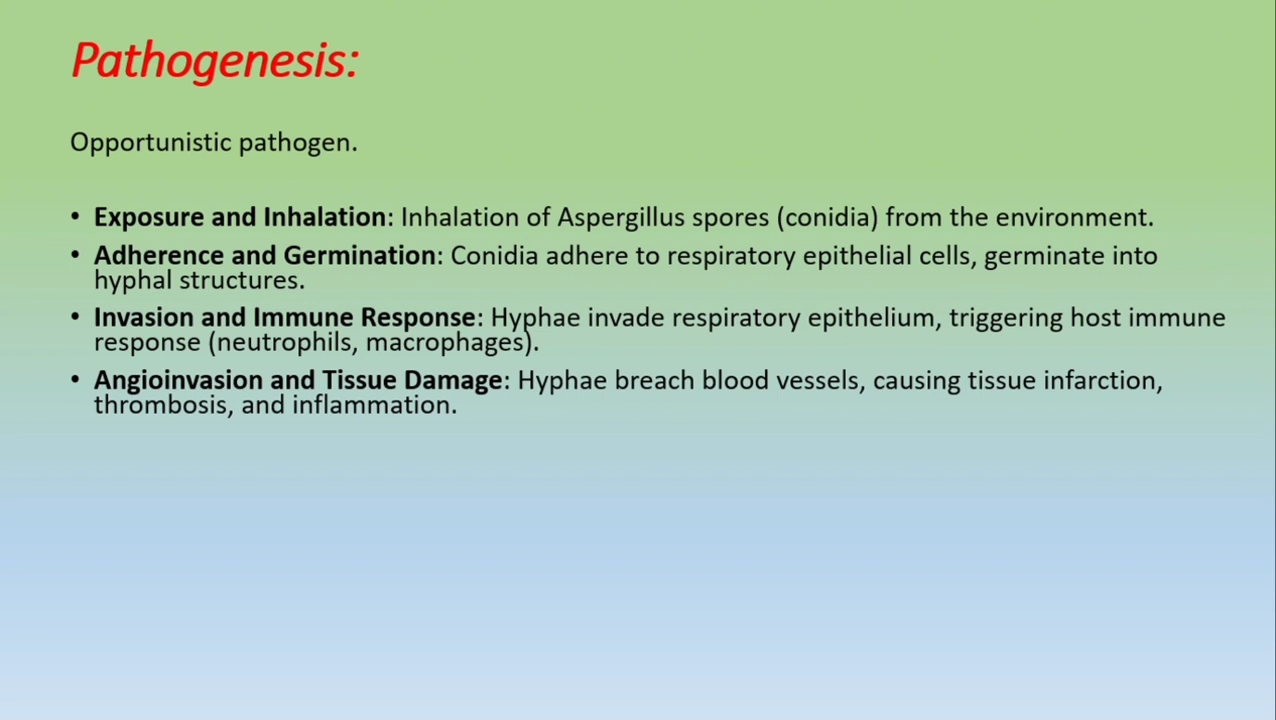 Pathogenesis:
Opportunistic pathogen.
• Exposure and Inhalation: Inhalation of Aspergillus spores (conidia) from the environment.
• Adherence and Germination: Conidia adhere to respiratory epithelial cells, germinate into
hyphal structures.
• Invasion and Immune Response: Hyphae invade respiratory epithelium, triggering host immune
response (neutrophils, macrophages).
• Angioinvasion and Tissue Damage: Hyphae breach blood vessels, causing tissue infarction,
thrombosis, and inflammation.